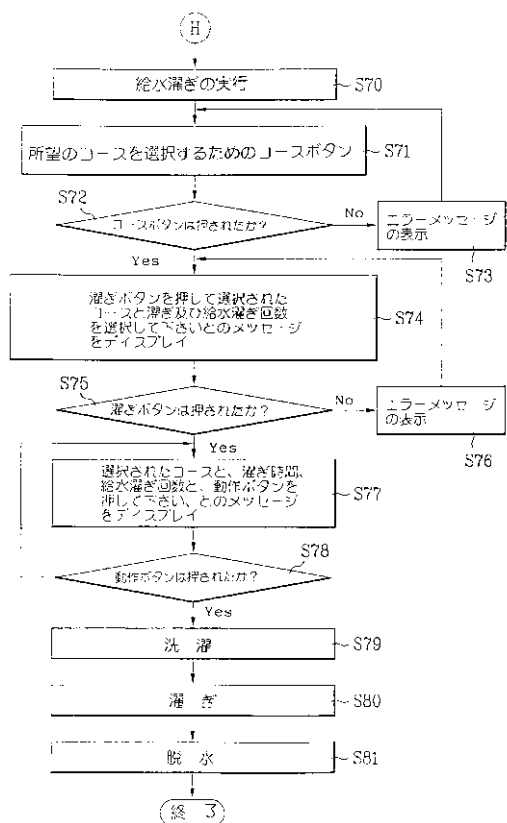 H
給水濯ぎの実行
S70
所望のコースを選択するためのコースボタン
S71
S72
コースボタンは押されたか?
No
エラーメッセージ
の表示
S73
Yes
濯ぎボタンを押して選択された
コースと濯ぎ及び給水濯ぎ回数
を選択して下さいとのメッセージ
をディスプレイ
S74
S75
濯ぎボタンは押されたか?
No
エラーメッセージ
の表示
S76
Yes
選択されたコースと、濯ぎ時間、
給水濯ぎ回数と、動作ボタンを
押して下さい、とのメッセージ
をディスプレイ
S77
S78
動作ボタンは押されたか?
Yes
洗 濯
S79
濯 ぎ
S80
脱 水
S81
終 了